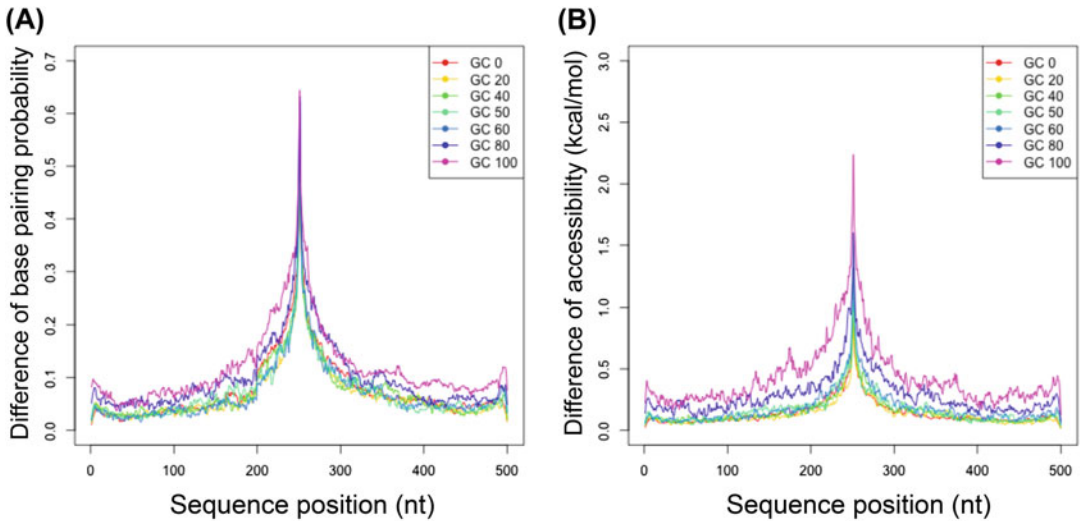 (A)
Difference of base pairing probability
0.7
0.6
0.5
0.4
0.3
0.2
0.1
0.0
GC 0
GC 20
GC 40
GC 50
GC 60
GC 80
GC 100
0 100 200 300 400 500
Sequence position (nt)
(B)
Difference of accessibility (kcal/mol)
3.0
2.5
2.0
1.5
1.0
0.5
0.0
GC 0
GC 20
GC 40
GC 50
GC 60
GC 80
GC 100
0 100 200 300 400 500
Sequence position (nt)